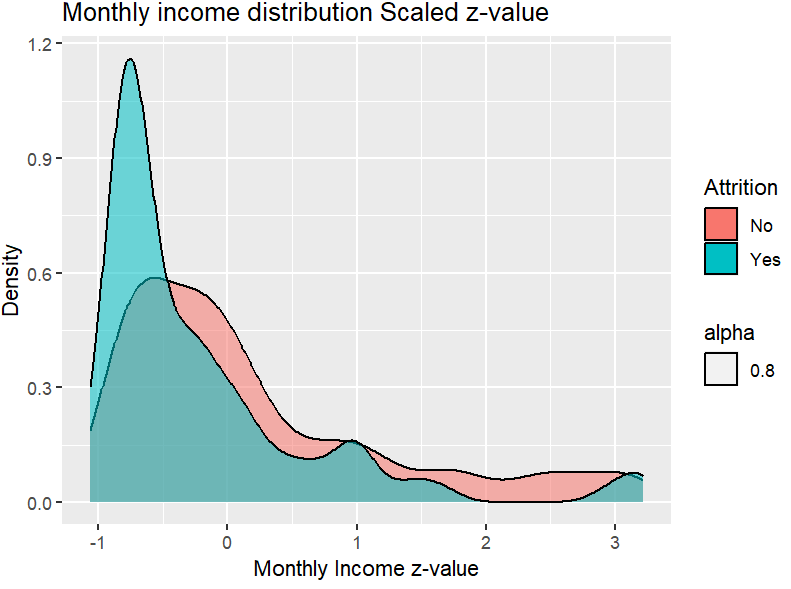 Monthly income distribution Scaled z-value
1.2
0.9
0.6
0.3
0.0
Density
-1 0 1 2 3
Monthly Income z-value
Attrition
No
Yes
alpha
0.8